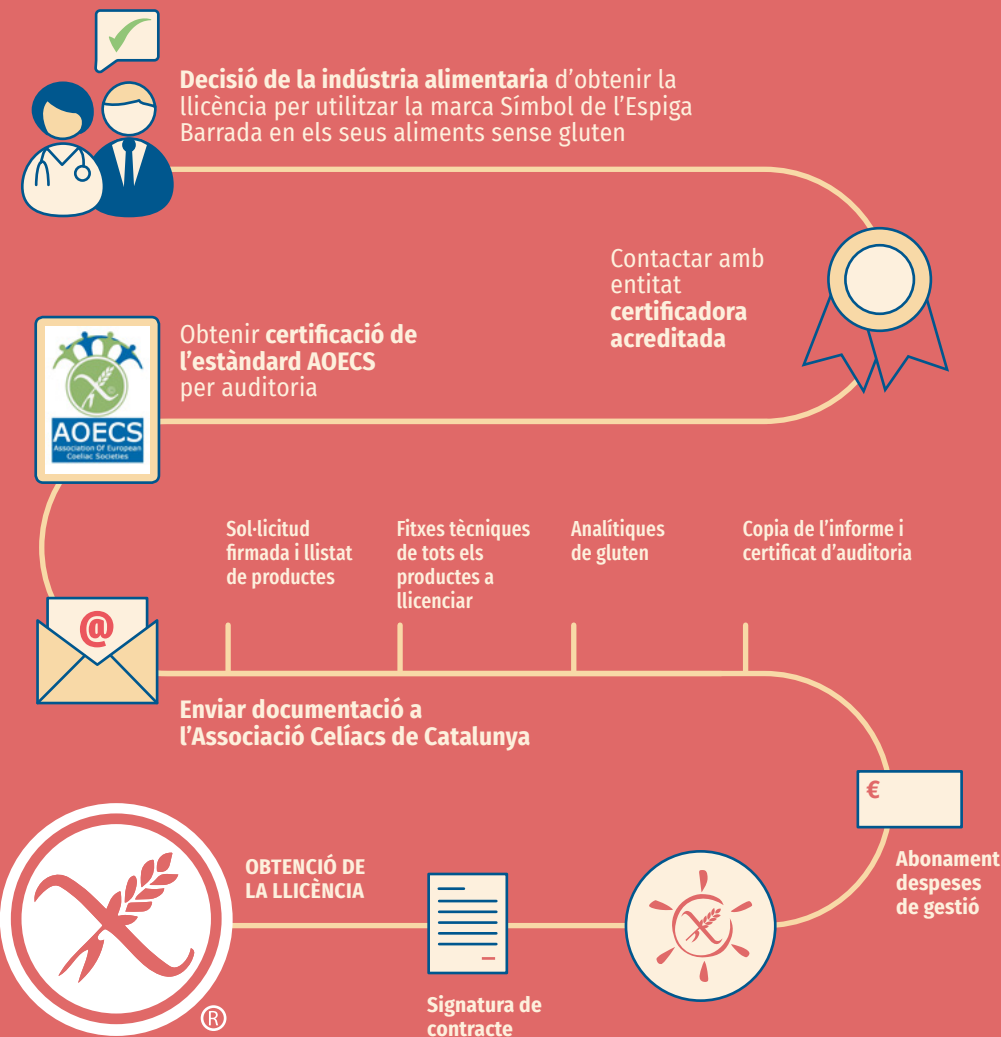 Decisió de la indústria alimentaria d'obtenir la
llicència per utilitzar la marca Símbol de l'Espiga
Barrada en els seus aliments sense gluten
Contactar amb
entitat
certificadora
acreditada
Obtenir certificació de
l'estàndard AOECS
per auditoria
AOECS
Association Of European
Coeliac Societies
Sol·licitud
firmada i llistat
de productes
Fitxes tècniques
de tots els
productes a
llicenciar
Analítiques
de gluten
Copia de l'informe i
certificat d'auditoria
@
Enviar documentació a
l'Associació Celíacs de Catalunya
€
Abonament
despeses
de gestió
OBTENCIÓ DE
LA LLICÈNCIA
Signatura de
contracte
®